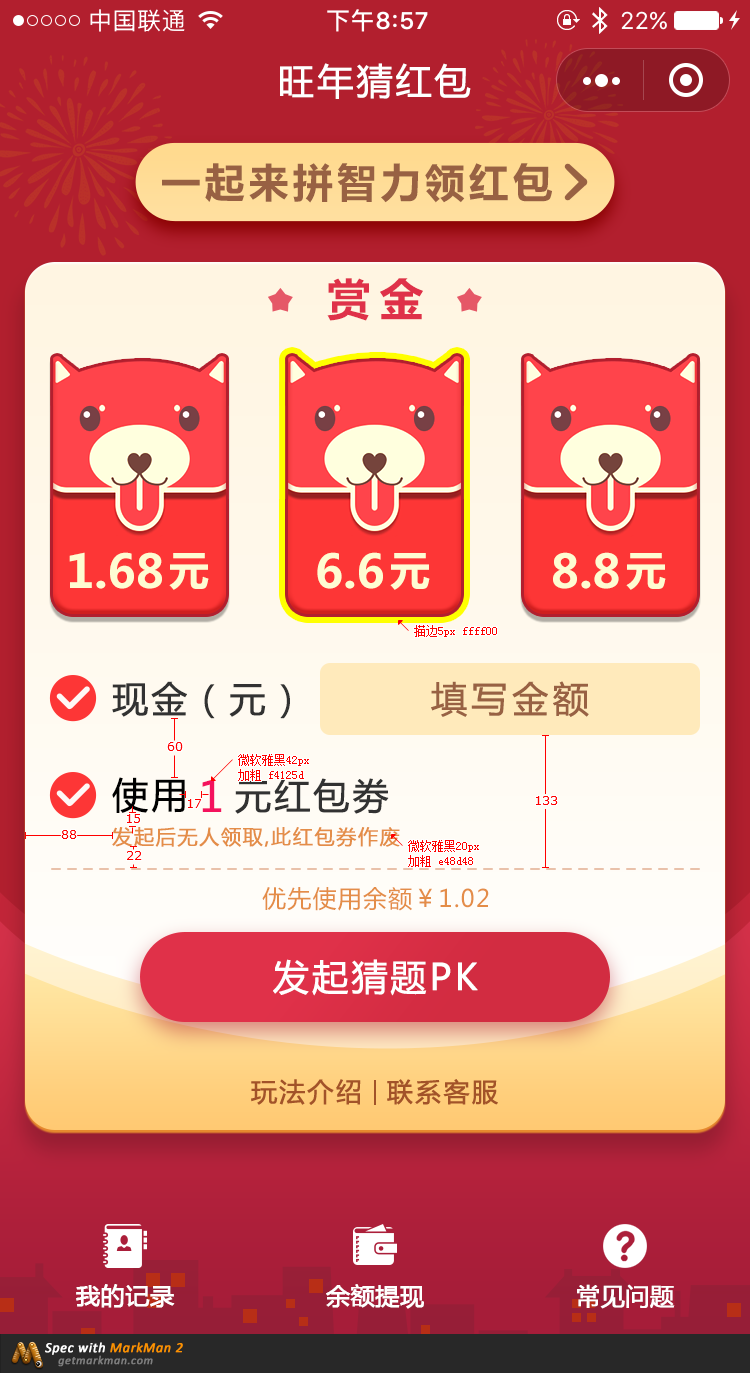 中国联通 下午8:57 22%
旺年猜红包
一起来拼智力领红包
赏金
1.68元 6.6元 8.8元
描边5px ffff00
现金(元) 填写金额
60
微软雅黑42px
加粗 f4125d
使用1元红包券
17
133
15
88
发起后无人领取,此红包券作废
微软雅黑20px
加粗 e48d48
22
优先使用余额¥1.02
发起猜题PK
玩法介绍|联系客服
我的记录 余额提现 常见问题
Spec with MarkMan 2
getmarkman.com